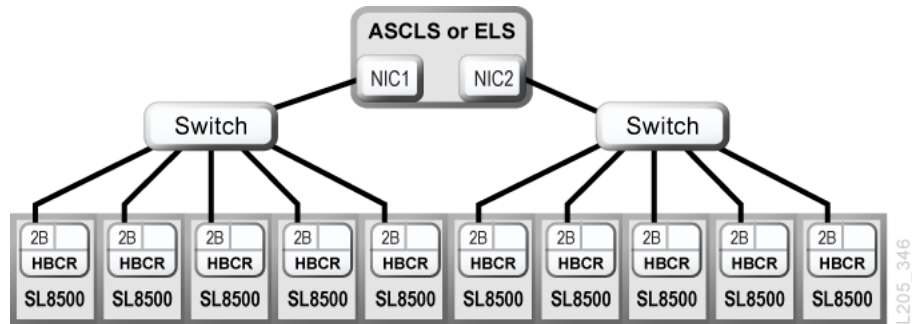 ASCLS or ELS
NIC1 NIC2
Switch Switch
2B 2B 2B 2B 2B 2B 2B 2B 2B 2B
HBCR HBCR HBCR HBCR HBCR HBCR HBCR HBCR HBCR HBCR
SL8500 SL8500 SL8500 SL8500 SL8500 SL8500 SL8500 SL8500 SL8500 SL8500
L205_346